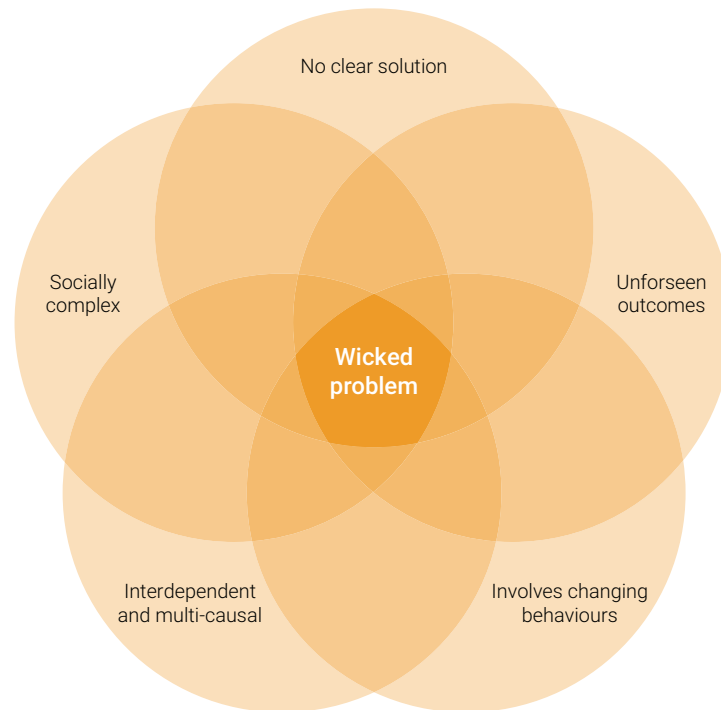 No clear solution
Socially
complex
Unforseen
outcomes
Wicked
problem
Interdependent
and multi-causal
Involves changing
behaviours